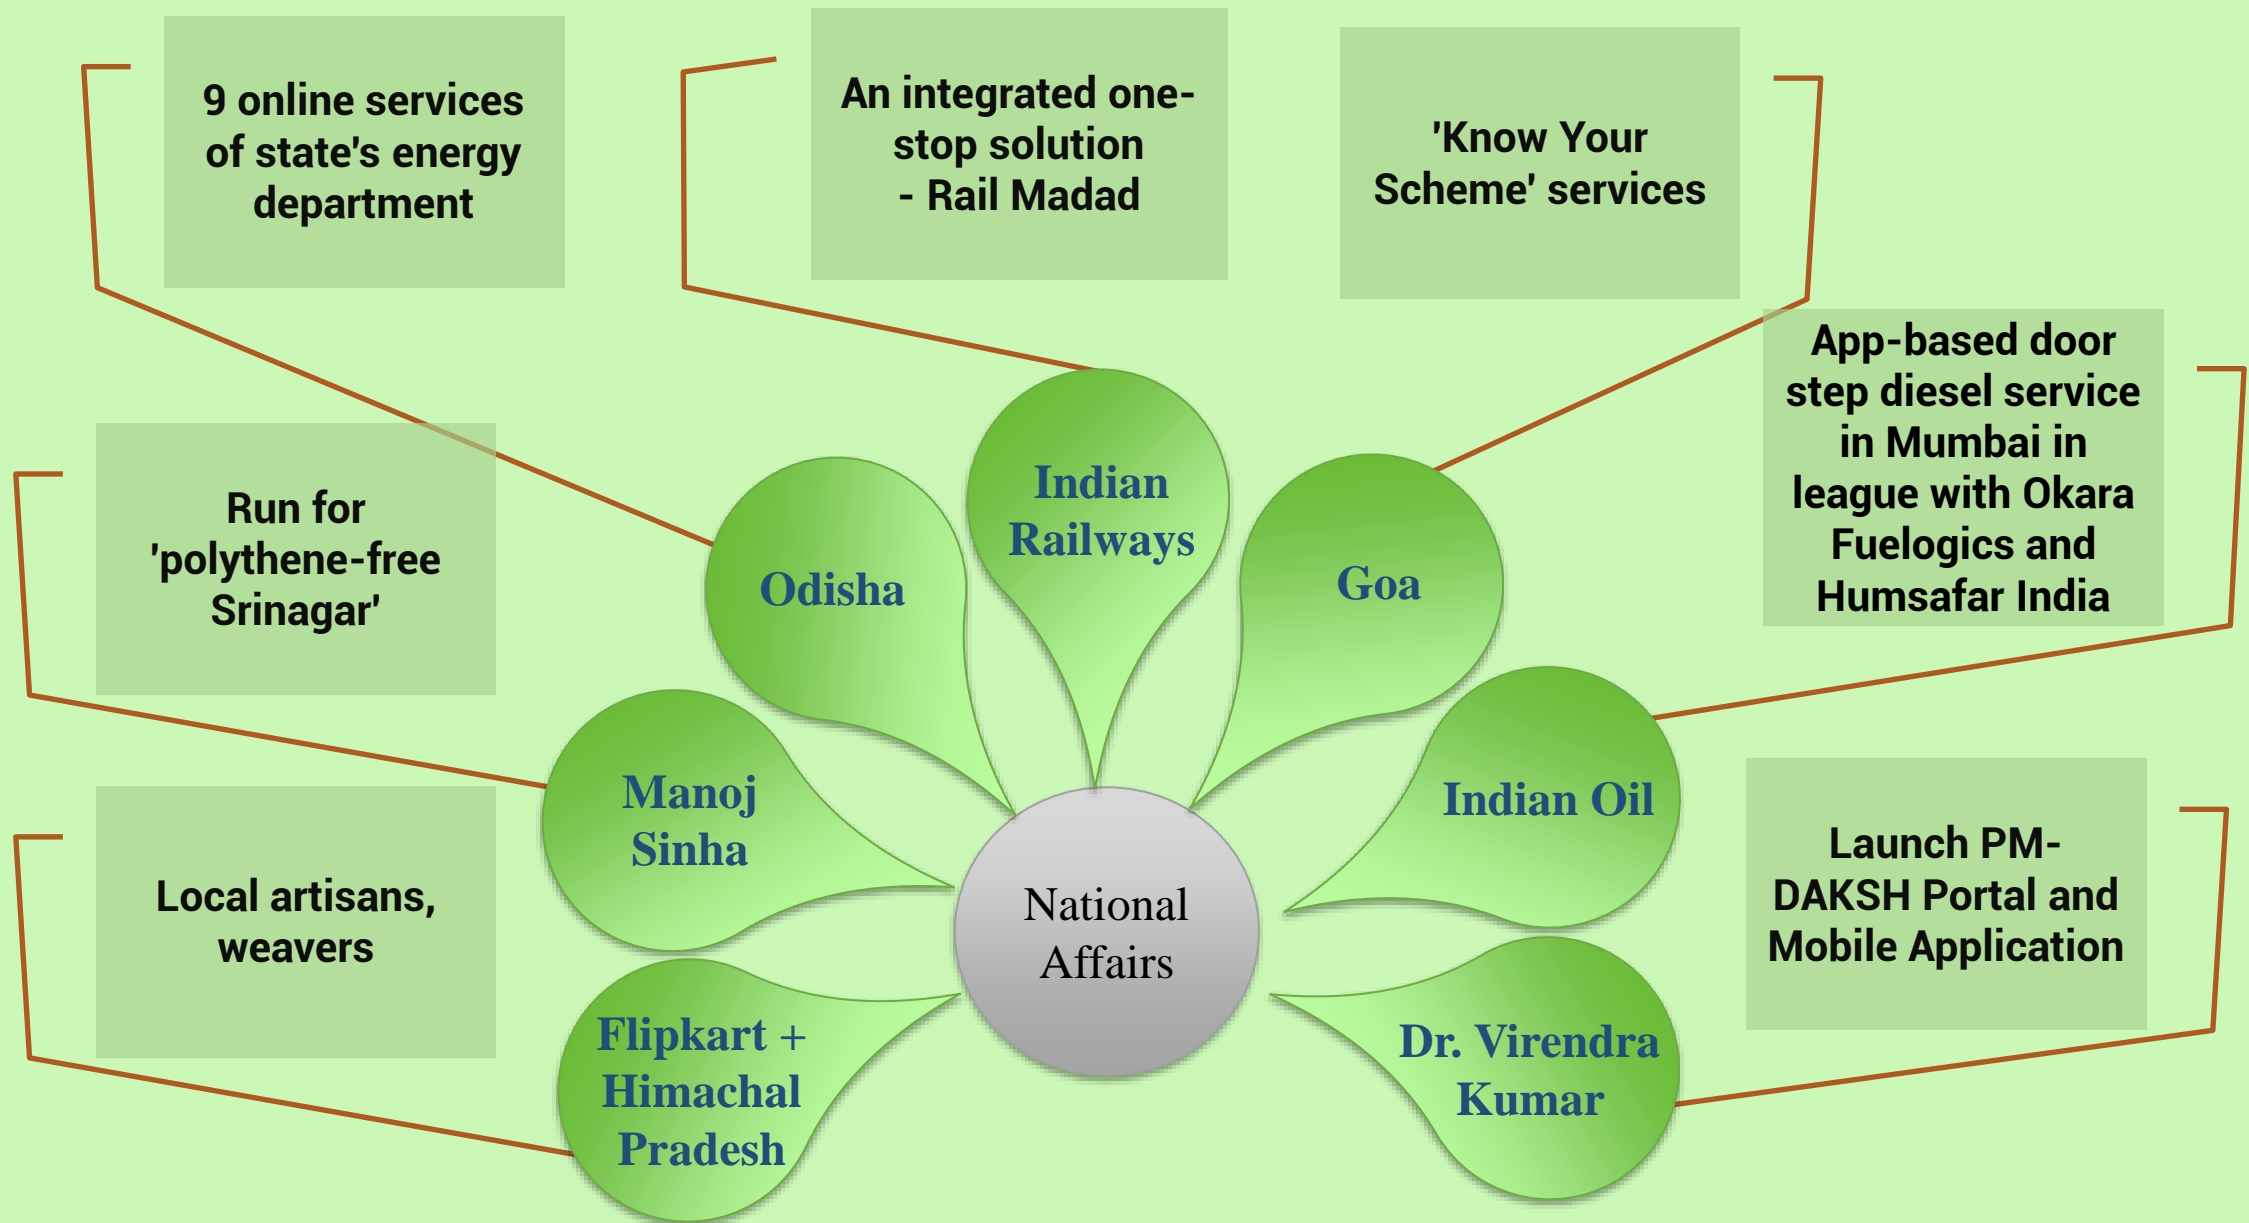 9 online services
of state's energy
department
An integrated one-
stop solution
- Rail Madad
'Know Your
Scheme' services
App-based door
step diesel service
in Mumbai in
league with Okara
Fuelogics and
Humsafar India
Run for
'polythene-free
Srinagar'
Indian
Railways
Odisha
Goa
Manoj
Sinha
Indian Oil
Launch PM-
DAKSH Portal and
Mobile Application
Local artisans,
weavers
National
Affairs
Flipkart +
Himachal
Pradesh
Dr. Virendra
Kumar